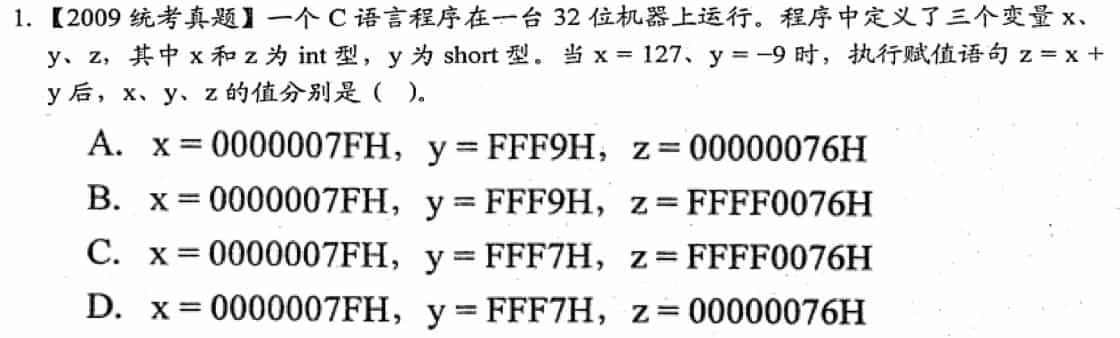 1. 【2009 统考真题】一个 C 语言程序在一台 32 位机器上运行。程序中定义了三个变量 x、
y、z，其中 x 和 z 为 int 型，y 为 short 型。当 x = 127、y = −9 时，执行赋值语句 z = x +
y 后，x、y、z 的值分别是（ ）。
A. x = 0000007FH，y = FFF9H，z = 00000076H
B. x = 0000007FH，y = FFF9H，z = FFFF0076H
C. x = 0000007FH，y = FFF7H，z = FFFF0076H
D. x = 0000007FH，y = FFF7H，z = 00000076H